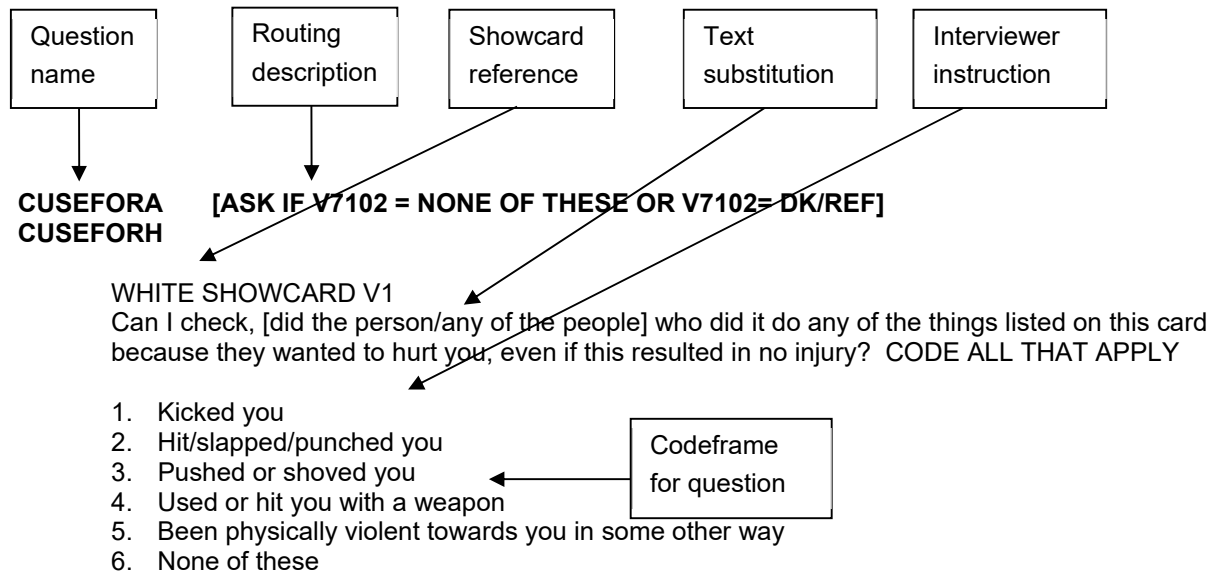 Question
name
Routing
description
Showcard
reference
Text
substitution
Interviewer
instruction
CUSEFORA [ASK IF V7102 = NONE OF THESE OR V7102= DK/REF]
CUSEFORH
WHITE SHOWCARD V1
Can I check, [did the person/any of the people] who did it do any of the things listed on this card
because they wanted to hurt you, even if this resulted in no injury? CODE ALL THAT APPLY
1. Kicked you
2. Hit/slapped/punched you
3. Pushed or shoved you
4. Used or hit you with a weapon
5. Been physically violent towards you in some other way
6. None of these
Codeframe
for question